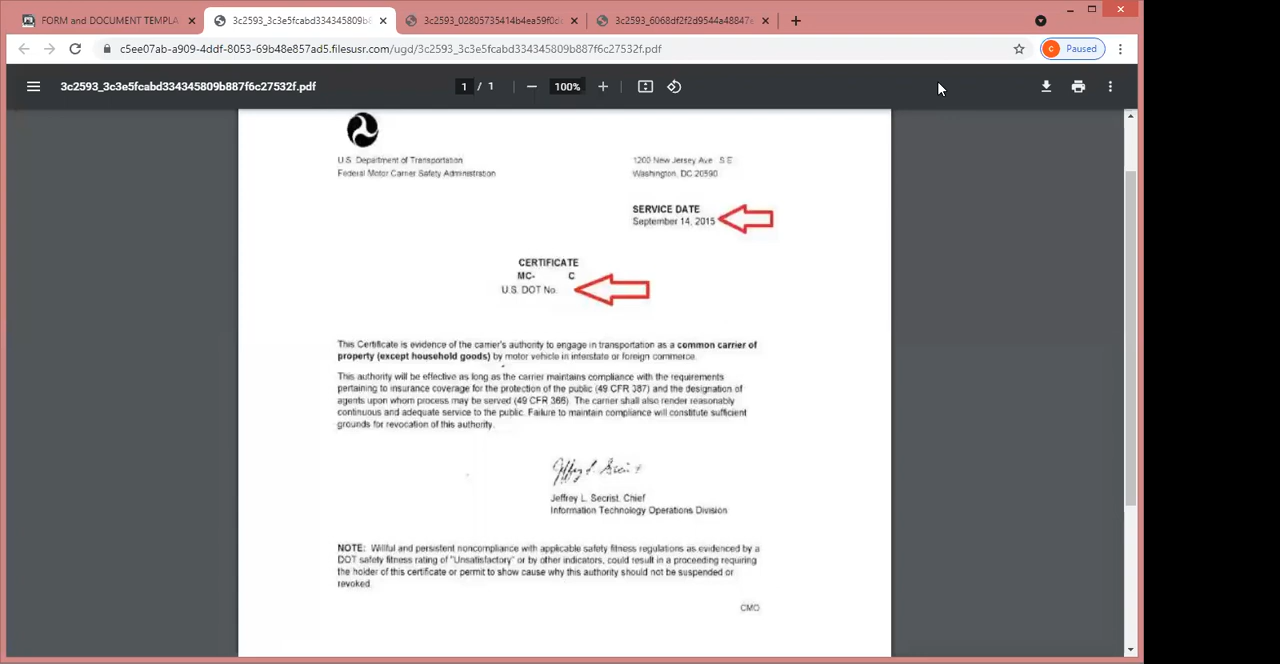 FORM and DOCUMENT TEMPLA
3c2593_3c3e5fcabd334345809b8
3c2593_02805735414b4ea59f0d
3c2593_6068df2f2d9544a48847
c5ee07ab-a909-4ddf-8053-69b48e857ad5.filesusr.com/ugd/3c2593_3c3e5fcabd334345809b887f6c27532f.pdf
C Paused
3c2593_3c3e5fcabd334345809b887f6c27532f.pdf
1 / 1
100%
U.S. Department of Transportation
Federal Motor Carrier Safety Administration
1200 New Jersey Ave S E
Washington, DC 20590
SERVICE DATE
September 14, 2015
CERTIFICATE
MC- C
U.S. DOT No.
This Certificate is evidence of the carrier's authority to engage in transportation as a common carrier of
property (except household goods) by motor vehicle in interstate or foreign commerce.
This authority will be effective as long as the carrier maintains compliance with the requirements
pertaining to insurance coverage for the protection of the public (49 CFR 387) and the designation of
agents upon whom process may be served (49 CFR 366). The carrier shall also render reasonably
continuous and adequate service to the public. Failure to maintain compliance will constitute sufficient
grounds for revocation of this authority.
Jeffrey L. Secrist, Chief
Information Technology Operations Division
NOTE: Willful and persistent noncompliance with applicable safety fitness regulations as evidenced by a
DOT safety fitness rating of "Unsatisfactory" or by other indicators, could result in a proceeding requiring
the holder of this certificate or permit to show cause why this authority should not be suspended or
revoked.
CMO